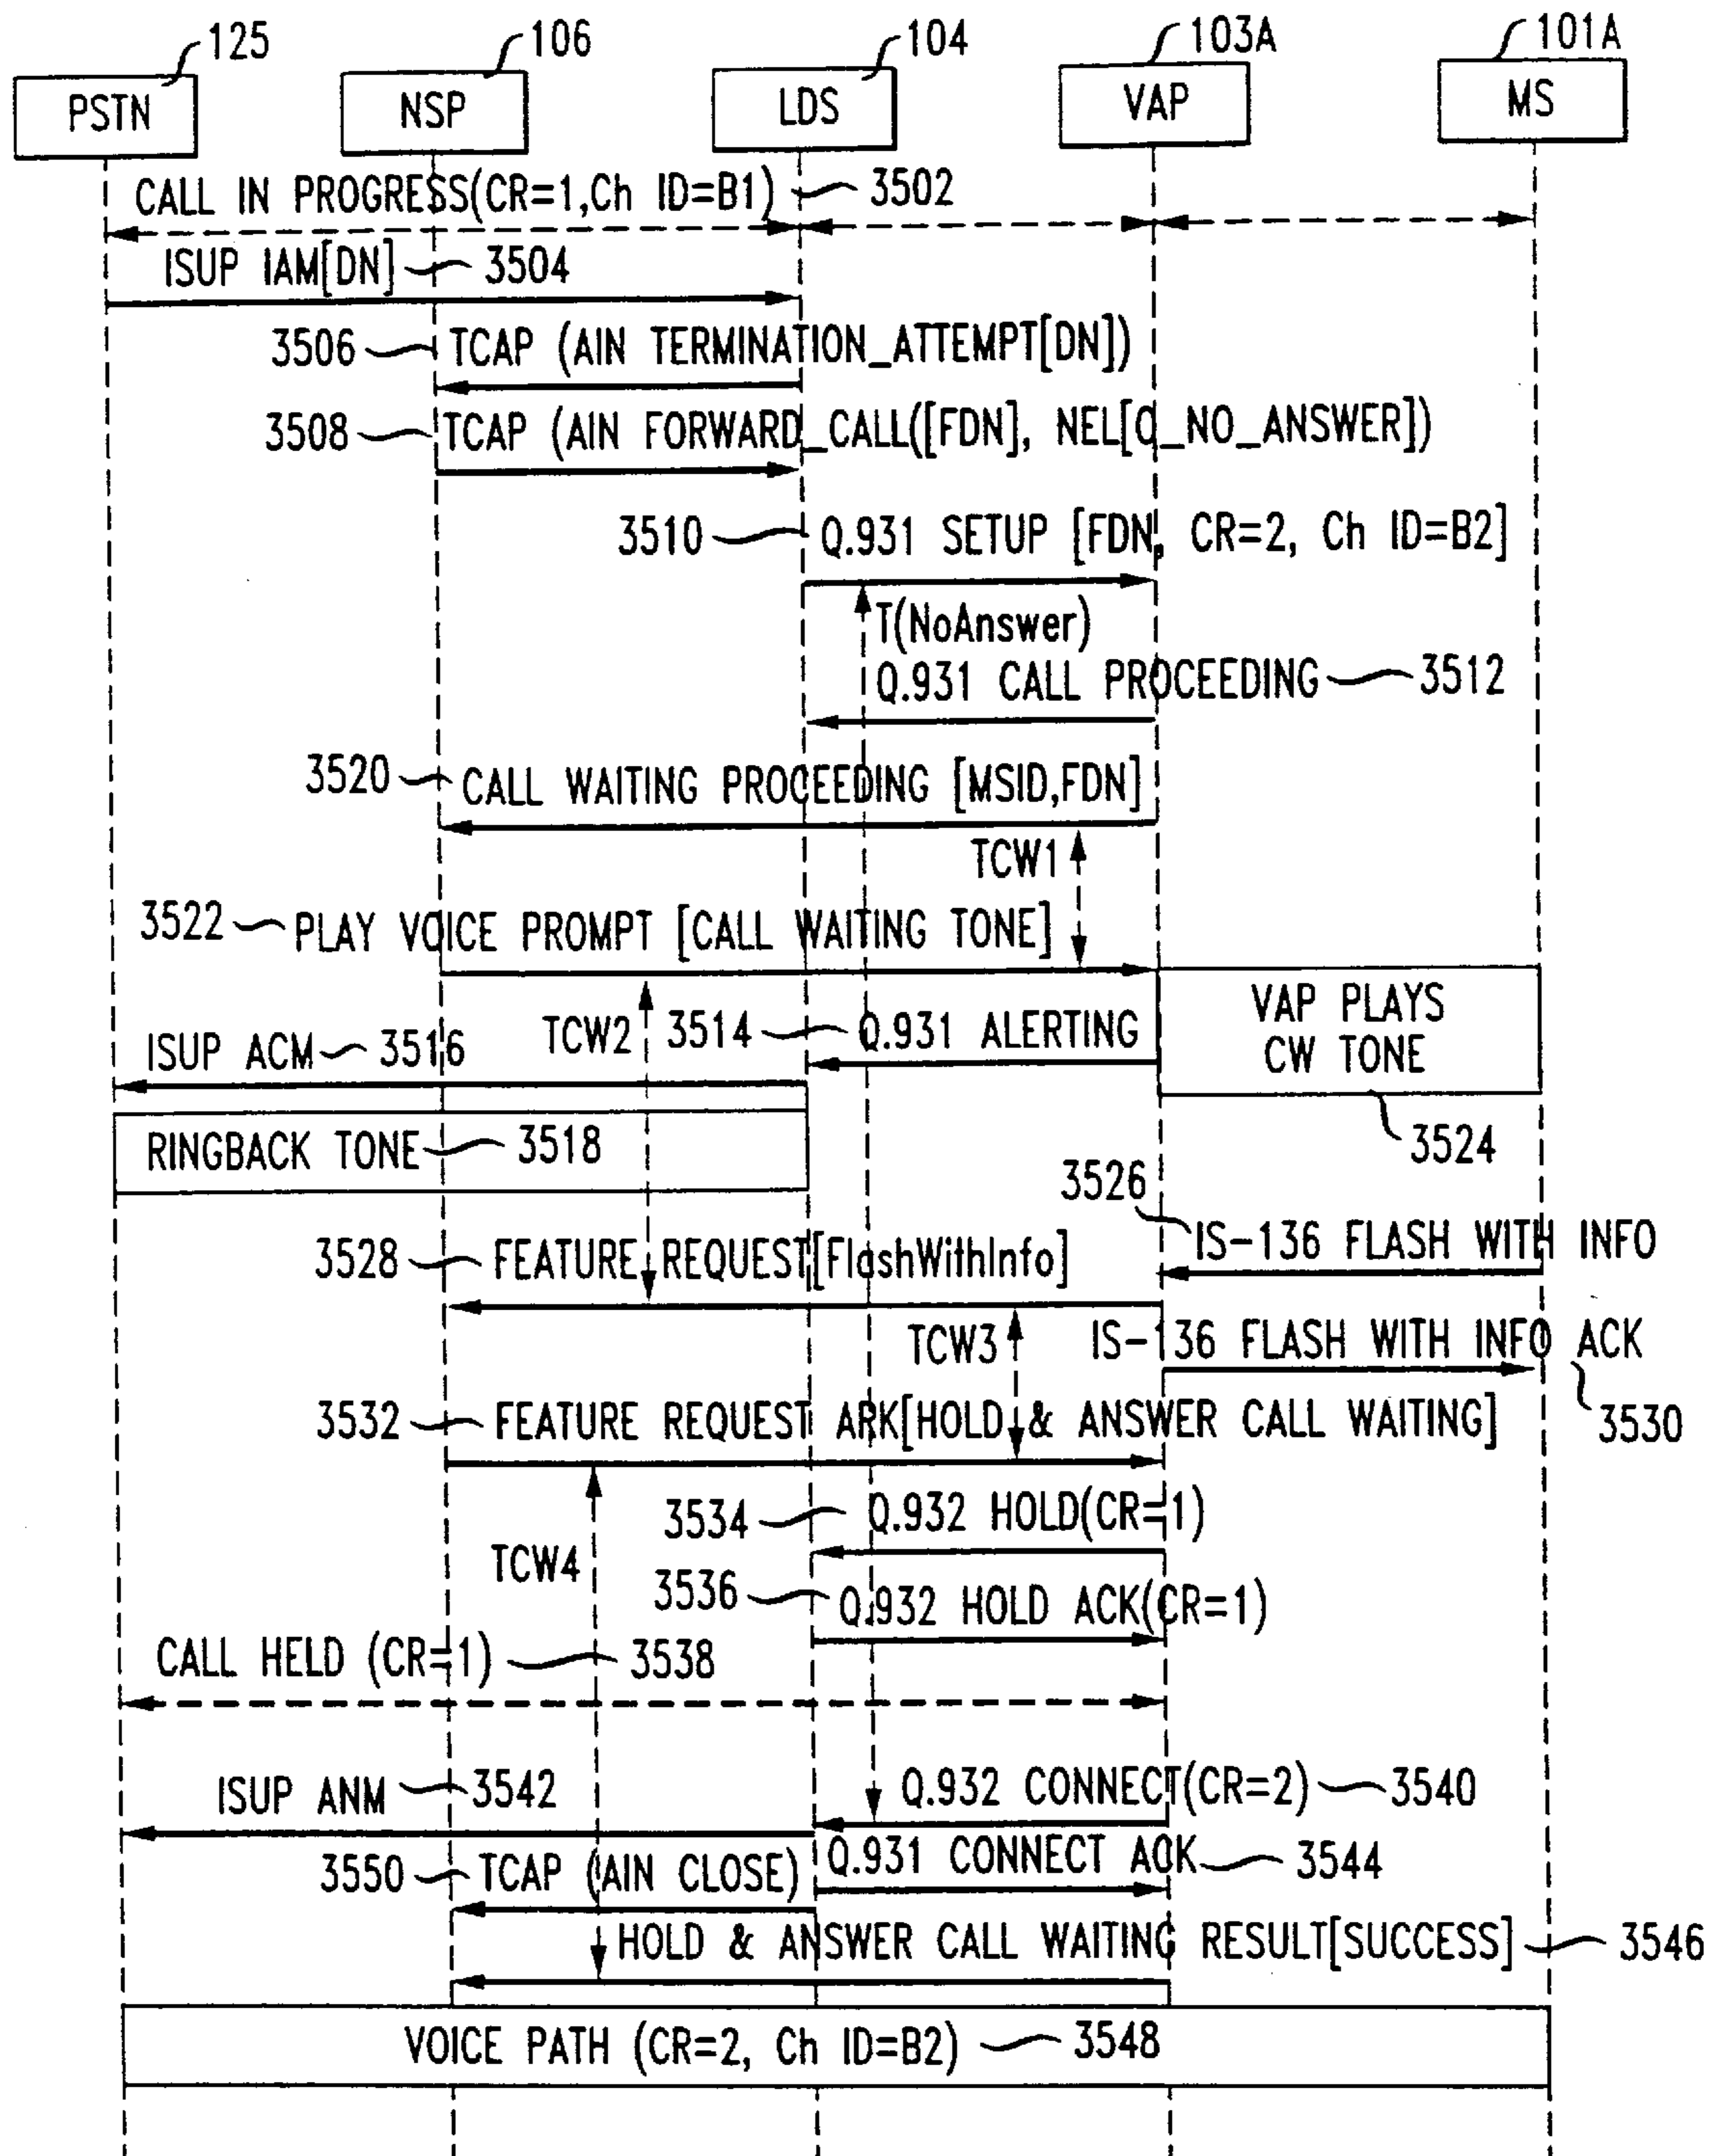 125 106 104 103A 101A
PSTN NSP LDS VAP MS
CALL IN PROGRESS(CR=1,Ch ID=B1) 3502
ISUP IAM[DN] 3504
3506 TCAP (AIN TERMINATION_ATTEMPT[DN])
3508 TCAP (AIN FORWARD_CALL([FDN], NEL[O_NO_ANSWER])
3510 Q.931 SETUP [FDN, CR=2, Ch ID=B2]
T(NoAnswer)
Q.931 CALL PROCEEDING 3512
3520 CALL WAITING PROCEEDING [MSID,FDN]
TCW1
3522 PLAY VOICE PROMPT [CALL WAITING TONE]
VAP PLAYS
CW TONE
TCW2 3514 Q.931 ALERTING
ISUP ACM 3516
RINGBACK TONE 3518
3524
3526
IS-136 FLASH WITH INFO
3528 FEATURE REQUEST[FlashWithInfo]
TCW3 IS-136 FLASH WITH INFO ACK
3530
3532 FEATURE REQUEST ARK[HOLD & ANSWER CALL WAITING]
3534 Q.932 HOLD(CR=1)
TCW4
3536 Q.932 HOLD ACK(CR=1)
CALL HELD (CR=1) 3538
Q.932 CONNECT(CR=2) 3540
ISUP ANM 3542
Q.931 CONNECT ACK 3544
3550 TCAP (AIN CLOSE)
HOLD & ANSWER CALL WAITING RESULT[SUCCESS] 3546
VOICE PATH (CR=2, Ch ID=B2) 3548